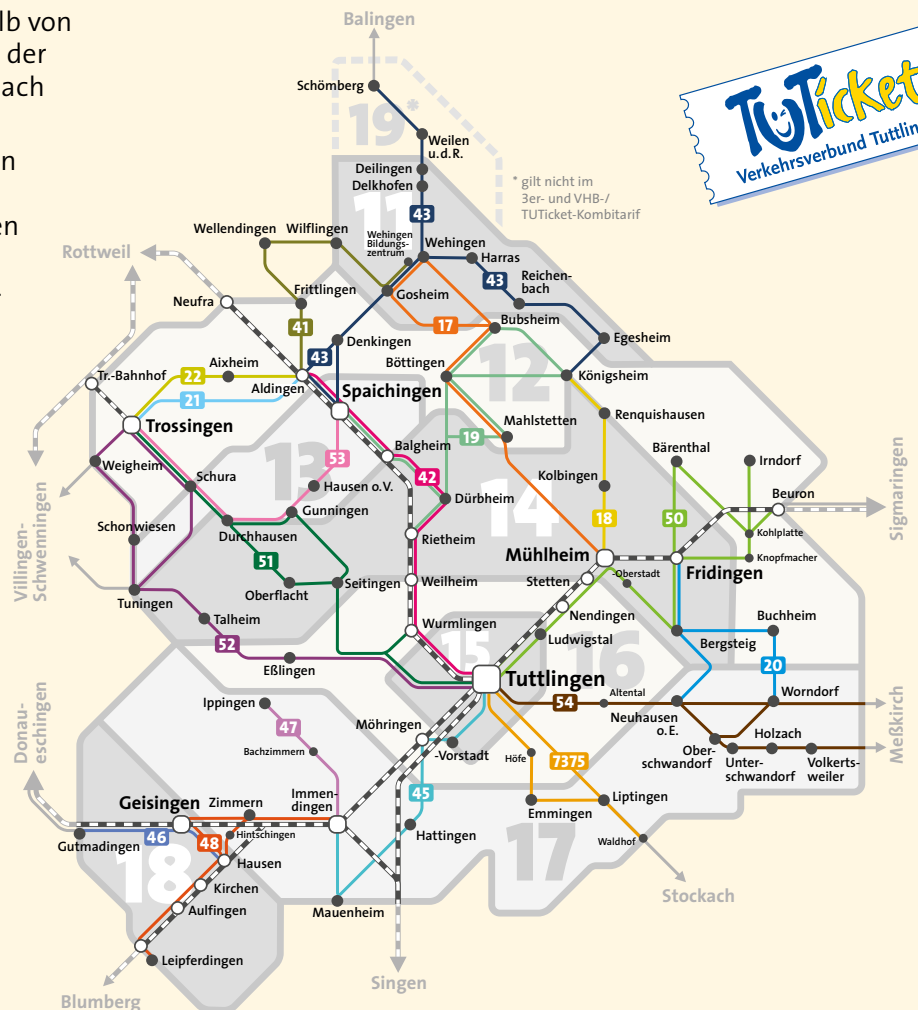 lb von
der
ach
n
en
Balingen
Schömberg
19*
Weilen
u.d.R.
Deilingen
Delkhofen
11
43
* gilt nicht im
3er- und VHB-/
TUTicket-Kombitarif
TUTicket
Verkehrsverbund Tuttlin
Wellendingen
Wilflingen
Wehingen
Bildungs-
zentrum
Wehingen
Harras
Rottweil
43
Reichen-
bach
Neufra
Frittlingen
Gosheim
41
17
Bubsheim
Egesheim
Denkingen
43
Tr.-Bahnhof
22
Aixheim
Aldingen
Böttingen
12
Königsheim
21
Spaichingen
Trossingen
Mahlstetten
Renquishausen
19
Balgheim
Bärenthal
Irndorf
Weigheim
Schura
13
53
42
Hausen o.V.
Kolbingen
Dürbheim
14
Beuron
Sigmaringen
Villingen-
Schwenningen
Schonwiesen
Gunningen
Durchhausen
Rietheim
18
50
Kohlplatte
51
Mühlheim
Knopfmacher
Fridingen
Oberflacht
Seitingen
Weilheim
Stetten
-Oberstadt
Tuningen
Talheim
Nendingen
Buchheim
52
Wurmlingen
Ludwigstal
Bergsteig
15
16
20
Eßlingen
Tuttlingen
Altental
Worndorf
54
Neuhausen
o.E.
Meßkirch
Donau-
eschingen
Ippingen
47
Möhringen
-Vorstadt
Bachzimmern
Höfe
7375
Ober-
schwandorf
Holzach
Unter-
schwandorf
Volkerts-
weiler
Geisingen
Zimmern
Immen-
dingen
45
Liptingen
Emmingen
46
48
Hintschingen
Gutmadingen
Hattingen
Waldhof
17
18
Hausen
Kirchen
Stockach
Aulfingen
Mauenheim
Leipferdingen
Singen
Blumberg